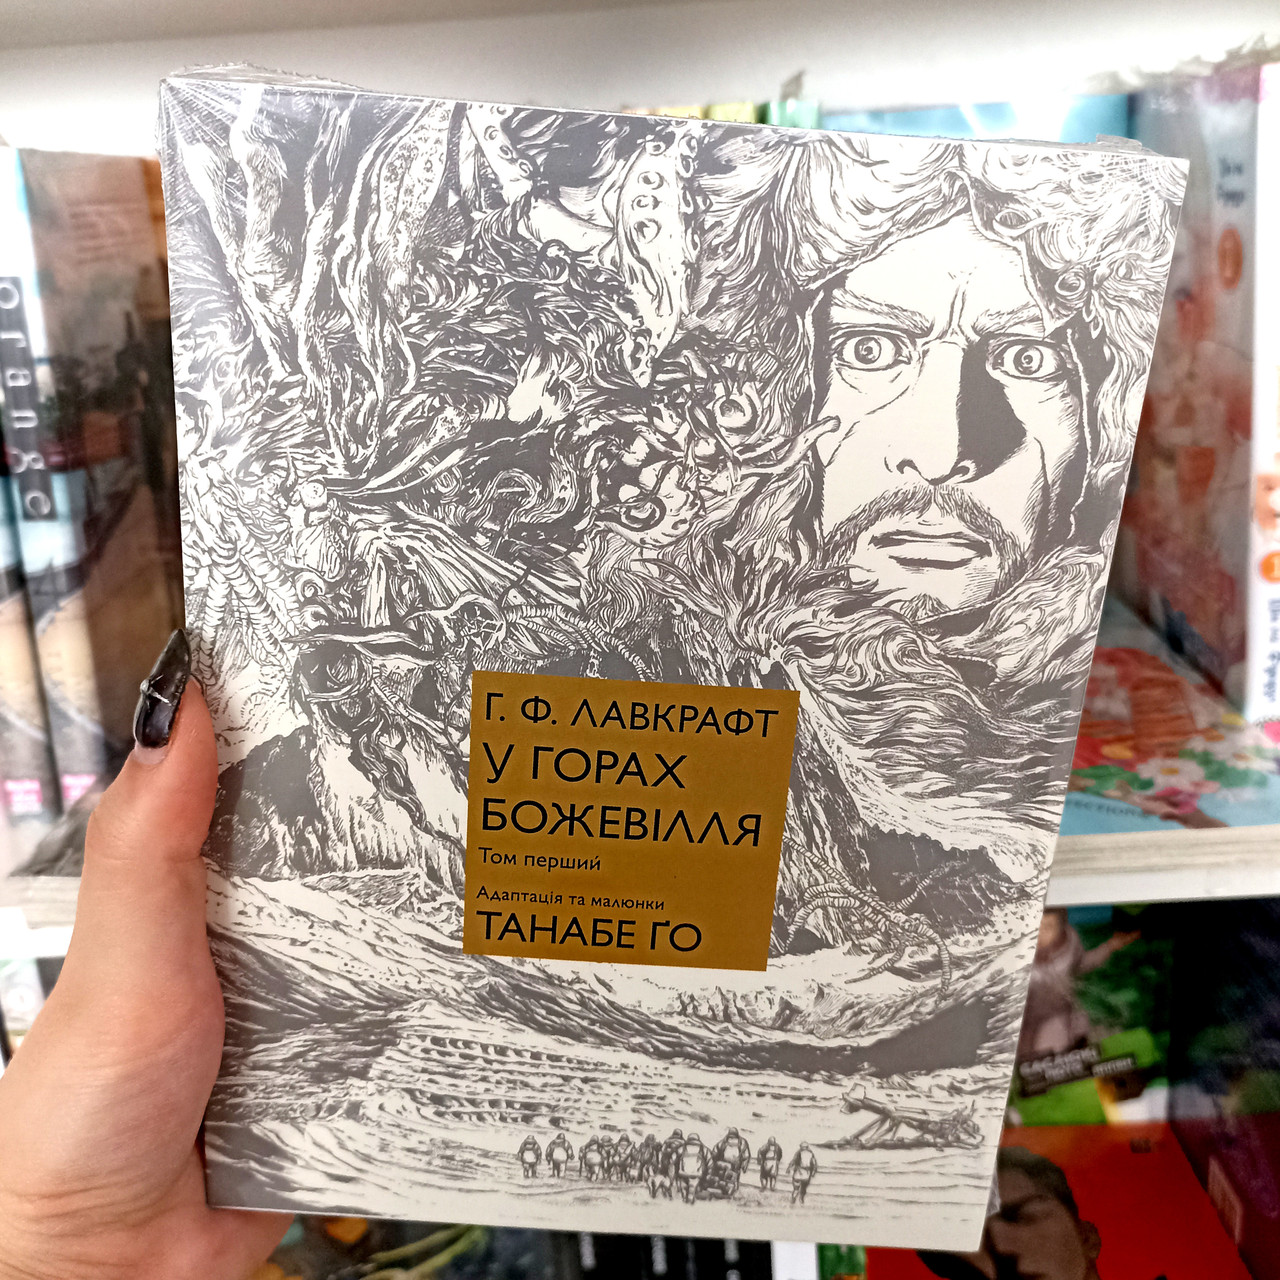 Г. Ф. ЛАВКРАФТ
У ГОРАХ
БОЖЕВІЛЛЯ
Том перший
Адаптація та малюнки
ТАНАБЕ ҐО